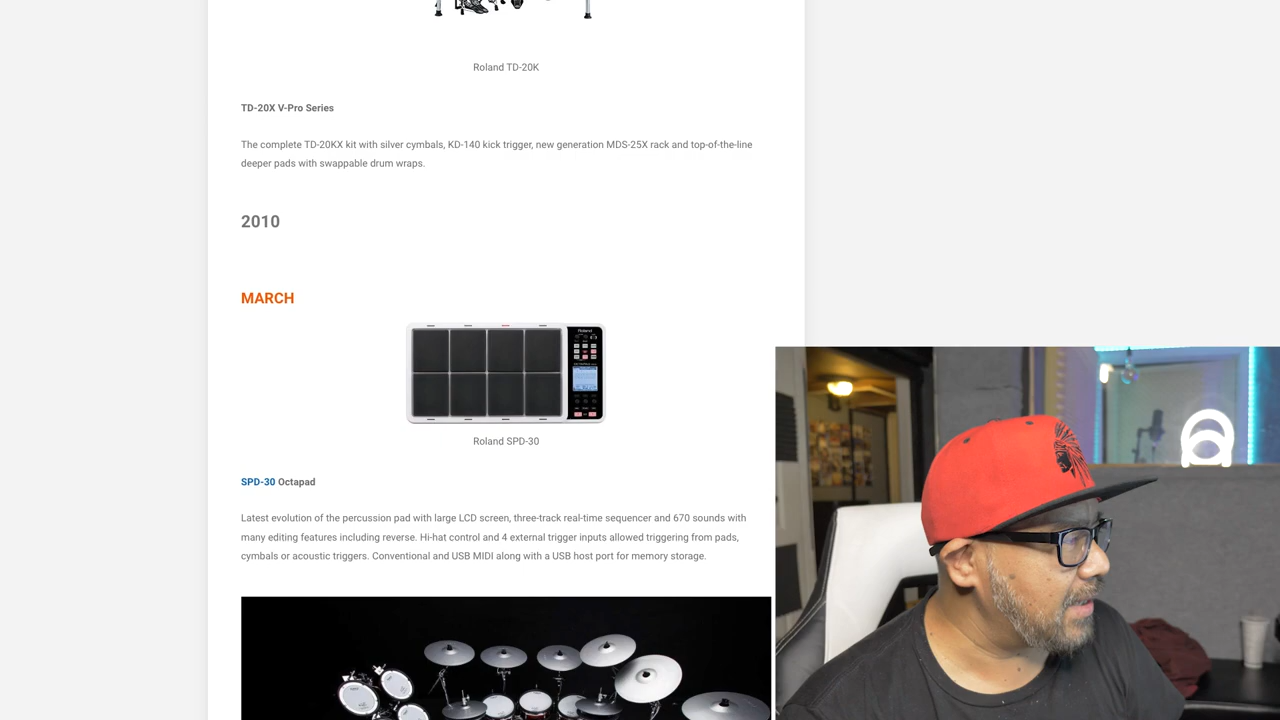 Roland TD-20K
TD-20X V-Pro Series
The complete TD-20KX kit with silver cymbals, KD-140 kick trigger, new generation MDS-25X rack and top-of-the-line
deeper pads with swappable drum wraps.
2010
MARCH
Roland
Roland SPD-30
SPD-30 Octapad
Latest evolution of the percussion pad with large LCD screen, three-track real-time sequencer and 670 sounds with
many editing features including reverse. Hi-hat control and 4 external trigger inputs allowed triggering from pads,
cymbals or acoustic triggers. Conventional and USB MIDI along with a USB host port for memory storage.